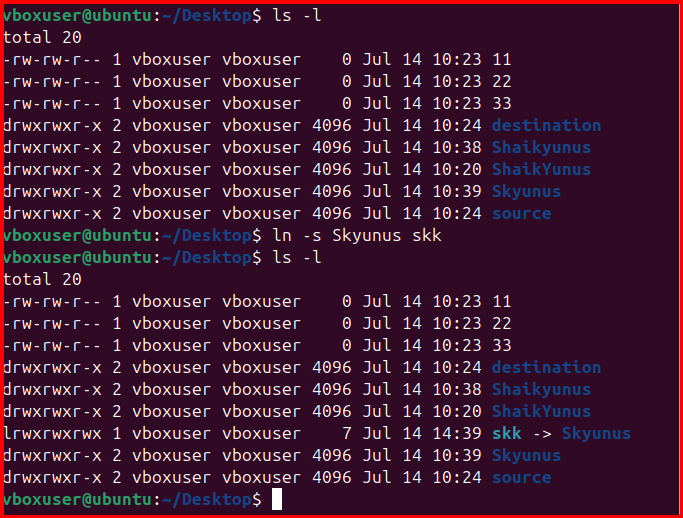 vboxuser@ubuntu:~/Desktop$ ls -l
total 20
-rw-rw-r-- 1 vboxuser vboxuser    0 Jul 14 10:23 11
-rw-rw-r-- 1 vboxuser vboxuser    0 Jul 14 10:23 22
-rw-rw-r-- 1 vboxuser vboxuser    0 Jul 14 10:23 33
drwxrwxr-x 2 vboxuser vboxuser 4096 Jul 14 10:24 destination
drwxrwxr-x 2 vboxuser vboxuser 4096 Jul 14 10:38 Shaikyunus
drwxrwxr-x 2 vboxuser vboxuser 4096 Jul 14 10:20 ShaikYunus
drwxrwxr-x 2 vboxuser vboxuser 4096 Jul 14 10:39 Skyunus
drwxrwxr-x 2 vboxuser vboxuser 4096 Jul 14 10:24 source
vboxuser@ubuntu:~/Desktop$ ln -s Skyunus skk
vboxuser@ubuntu:~/Desktop$ ls -l
total 20
-rw-rw-r-- 1 vboxuser vboxuser    0 Jul 14 10:23 11
-rw-rw-r-- 1 vboxuser vboxuser    0 Jul 14 10:23 22
-rw-rw-r-- 1 vboxuser vboxuser    0 Jul 14 10:23 33
drwxrwxr-x 2 vboxuser vboxuser 4096 Jul 14 10:24 destination
drwxrwxr-x 2 vboxuser vboxuser 4096 Jul 14 10:38 Shaikyunus
drwxrwxr-x 2 vboxuser vboxuser 4096 Jul 14 10:20 ShaikYunus
lrwxrwxrwx 1 vboxuser vboxuser    7 Jul 14 14:39 skk -> Skyunus
drwxrwxr-x 2 vboxuser vboxuser 4096 Jul 14 10:39 Skyunus
drwxrwxr-x 2 vboxuser vboxuser 4096 Jul 14 10:24 source
vboxuser@ubuntu:~/Desktop$